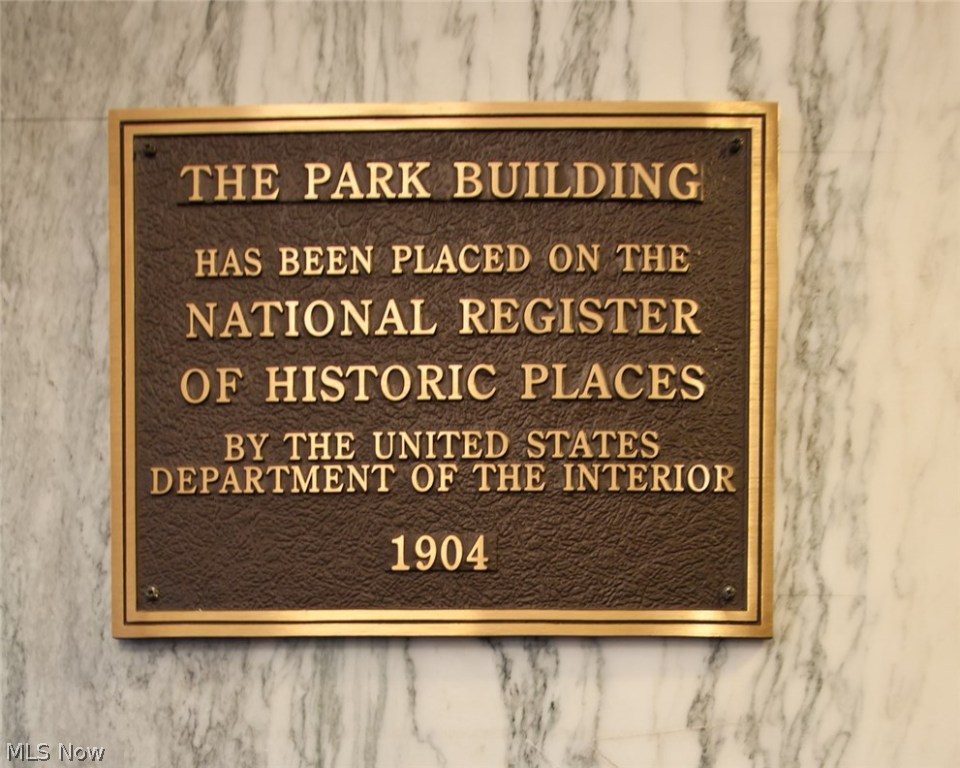 THE PARK BUILDING
HAS BEEN PLACED ON THE
NATIONAL REGISTER
OF HISTORIC PLACES
BY THE UNITED STATES
DEPARTMENT OF THE INTERIOR
1904
MLS Now